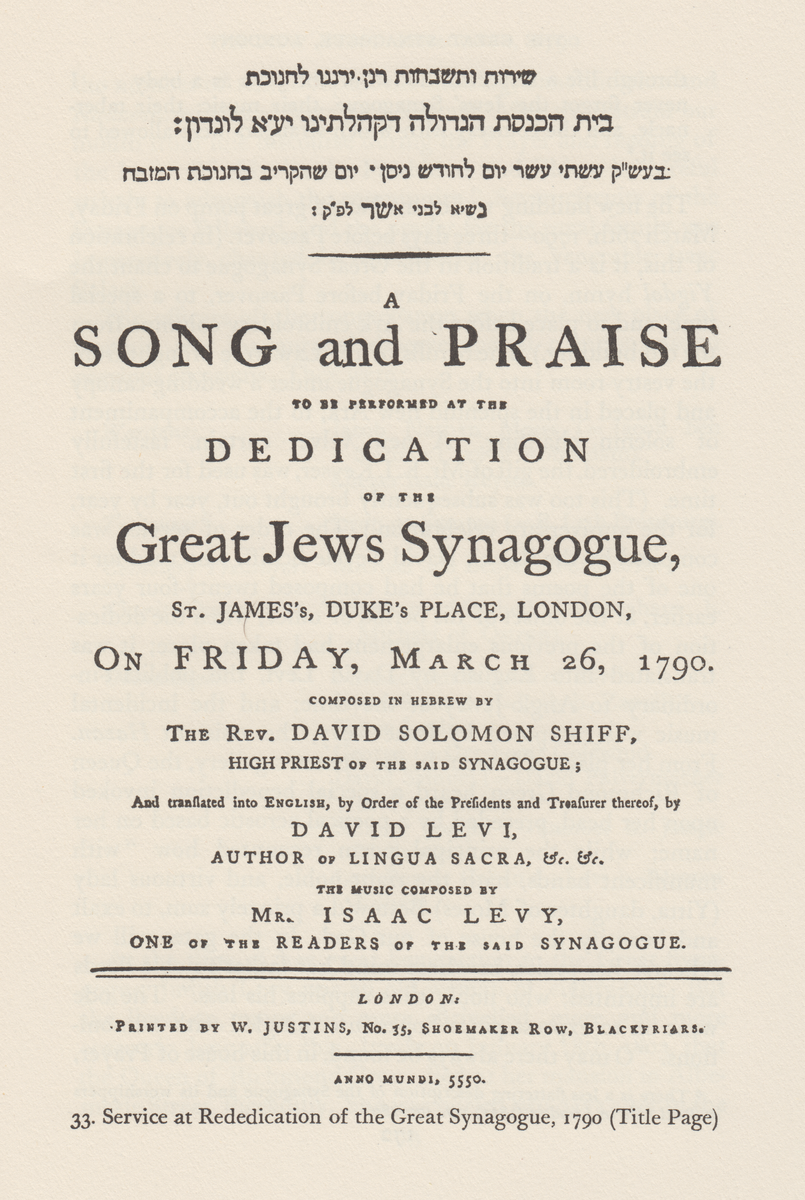 שירות ותשבחות רנן·ירננו לחנוכת
בית הכנסת הגדולה דקהלתינו יע״א לונדון:
בעש"ק עשתי עשר יום לחודש ניסן · יום שהקריב בחנוכת המזבח
נשיא לבני אשר לפ״ק:
A
SONG and PRAISE
TO BE PERFORMED AT THE
DEDICATION
OF THE
Great Jews Synagogue,
ST. JAMES's, DUKE's PLACE, LONDON,
ON FRIDAY, MARCH 26, 1790.
COMPOSED IN HEBREW BY
THE REV. DAVID SOLOMON SHIFF,
HIGH PRIEST OF THE SAID SYNAGOGUE;
And tranſlated into ENGLISH, by Order of the Preſidents and Treaſurer thereof, by
DAVID LEVI,
AUTHOR OF LINGUA SACRA, &c. &c.
THE MUSIC COMPOSED BY
MR. ISAAC LEVY,
ONE OF THE READERS OF THE SAID SYNAGOGUE.
LONDON:
PRINTED BY W. JUSTINS, No. 35, SHOEMAKER ROW, BLACKFRIARS.
ANNO MUNDI, 5550.
33. Service at Rededication of the Great Synagogue, 1790 (Title Page)